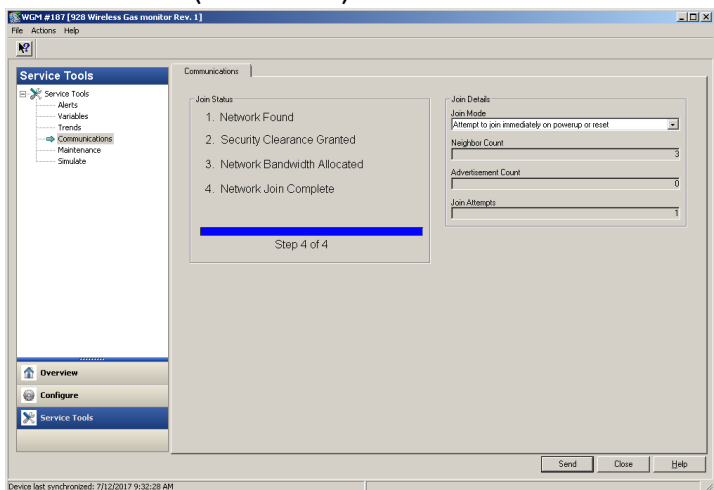 WGM #187 [928 Wireless Gas monitor Rev. 1]
File Actions Help
Service Tools
Service Tools
Alerts
Variables
Trends
Communications
Maintenance
Simulate
Overview
Configure
Service Tools
Communications
Join Status
1. Network Found
2. Security Clearance Granted
3. Network Bandwidth Allocated
4. Network Join Complete
Step 4 of 4
Join Details
Join Mode
Attempt to join immediately on powerup or reset
Neighbor Count
3
Advertisement Count
0
Join Attempts
1
Send Close Help
Device last synchronized: 7/12/2017 9:32:28 AM